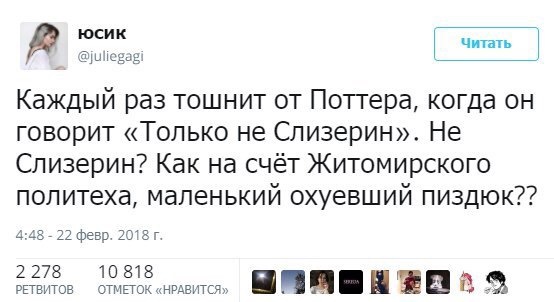 юсик
@juliegagi
Читать
Каждый раз тошнит от Поттера, когда он
говорит «Только не Слизерин». Не
Слизерин? Как на счёт Житомирского
политеха, маленький охуевший пиздюк??
4:48 - 22 февр. 2018 г.
2 278 10 818
РЕТВИТОВ ОТМЕТОК «НРАВИТСЯ»